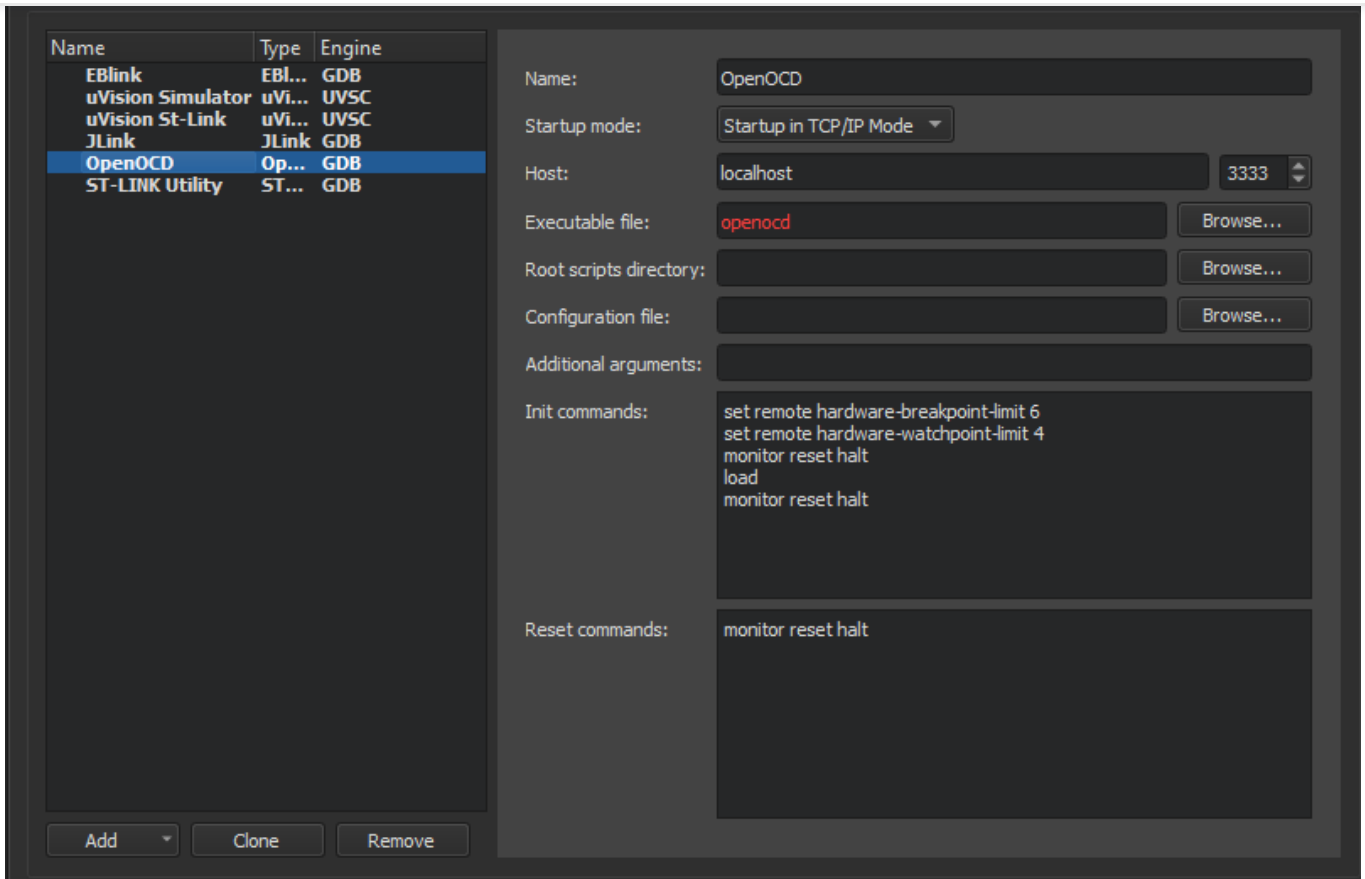 Name Type Engine
EBlink EBl... GDB
uVision Simulator uVi... UVSC
uVision St-Link uVi... UVSC
JLink JLink GDB
OpenOCD Op... GDB
ST-LINK Utility ST... GDB
Add Clone Remove
Name: OpenOCD
Startup mode: Startup in TCP/IP Mode
Host: localhost 3333
Executable file: openocd Browse...
Root scripts directory: Browse...
Configuration file: Browse...
Additional arguments:
Init commands: set remote hardware-breakpoint-limit 6
set remote hardware-watchpoint-limit 4
monitor reset halt
load
monitor reset halt
Reset commands: monitor reset halt